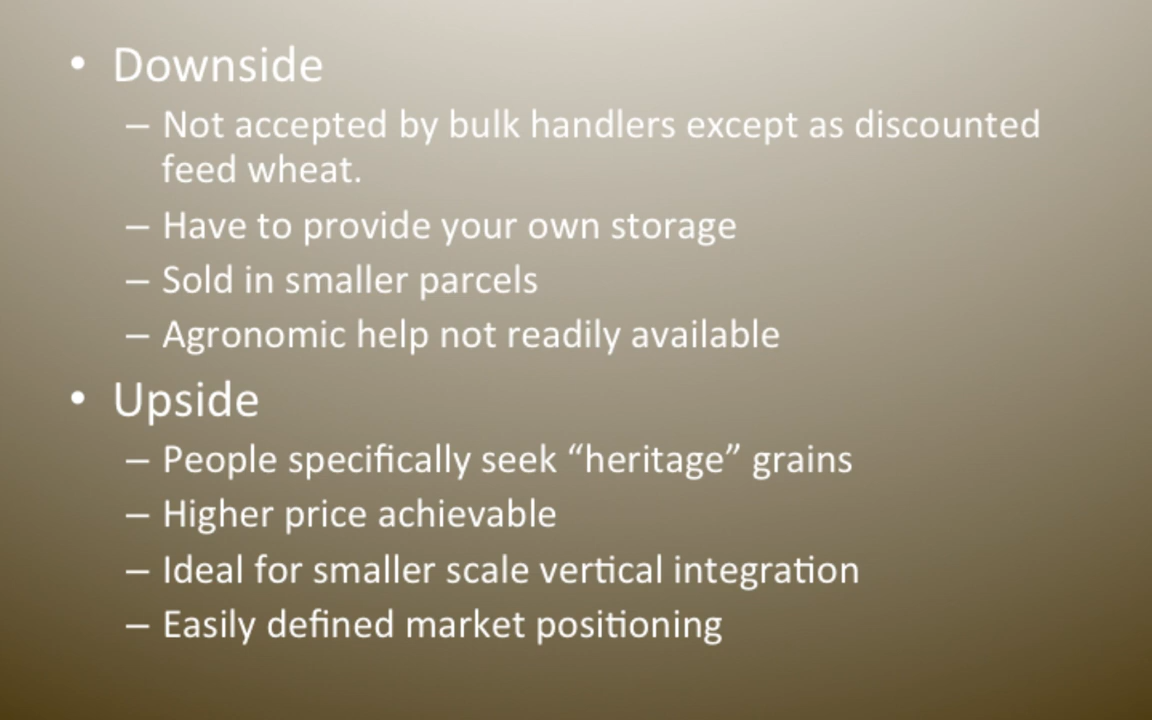 • Downside
– Not accepted by bulk handlers except as discounted
feed wheat.
– Have to provide your own storage
– Sold in smaller parcels
– Agronomic help not readily available
• Upside
– People specifically seek “heritage” grains
– Higher price achievable
– Ideal for smaller scale vertical integration
– Easily defined market positioning